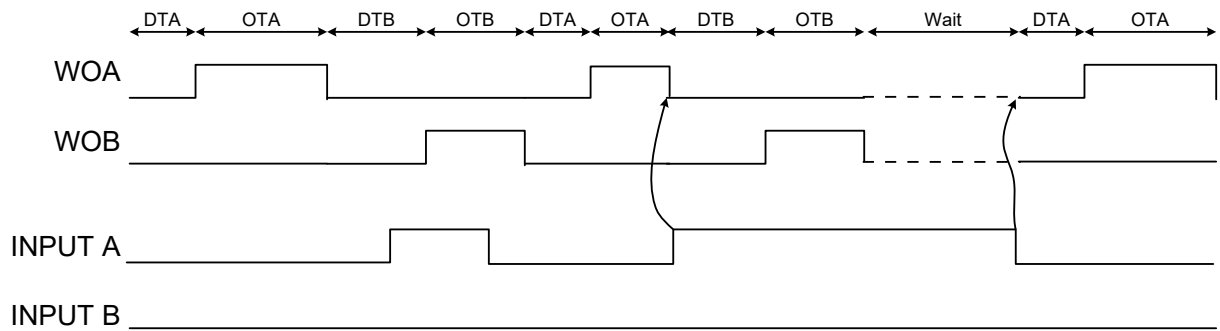 DTA OTA DTB OTB DTA OTA DTB OTB Wait DTA OTA
WOA
WOB
INPUT A
INPUT B